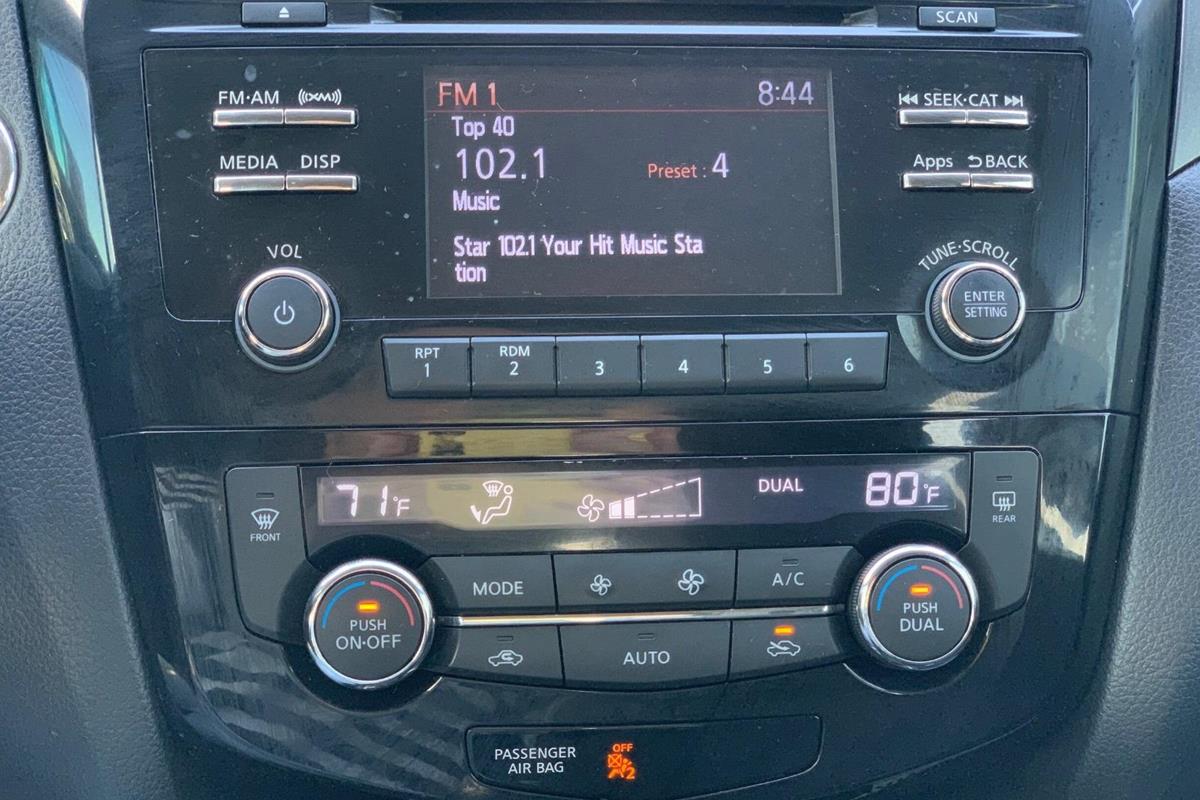 SCAN
FM·AM (((XM)))
SEEK·CAT
MEDIA DISP
Apps BACK
FM 1 8:44
Top 40
102.1 Preset : 4
Music
Star 102.1 Your Hit Music Sta
tion
VOL
TUNE·SCROLL
ENTER
SETTING
RPT
1
RDM
2
3
4
5
6
71°F
DUAL
80°F
FRONT
REAR
PUSH
ON·OFF
MODE
A/C
PUSH
DUAL
AUTO
PASSENGER
AIR BAG
OFF
2